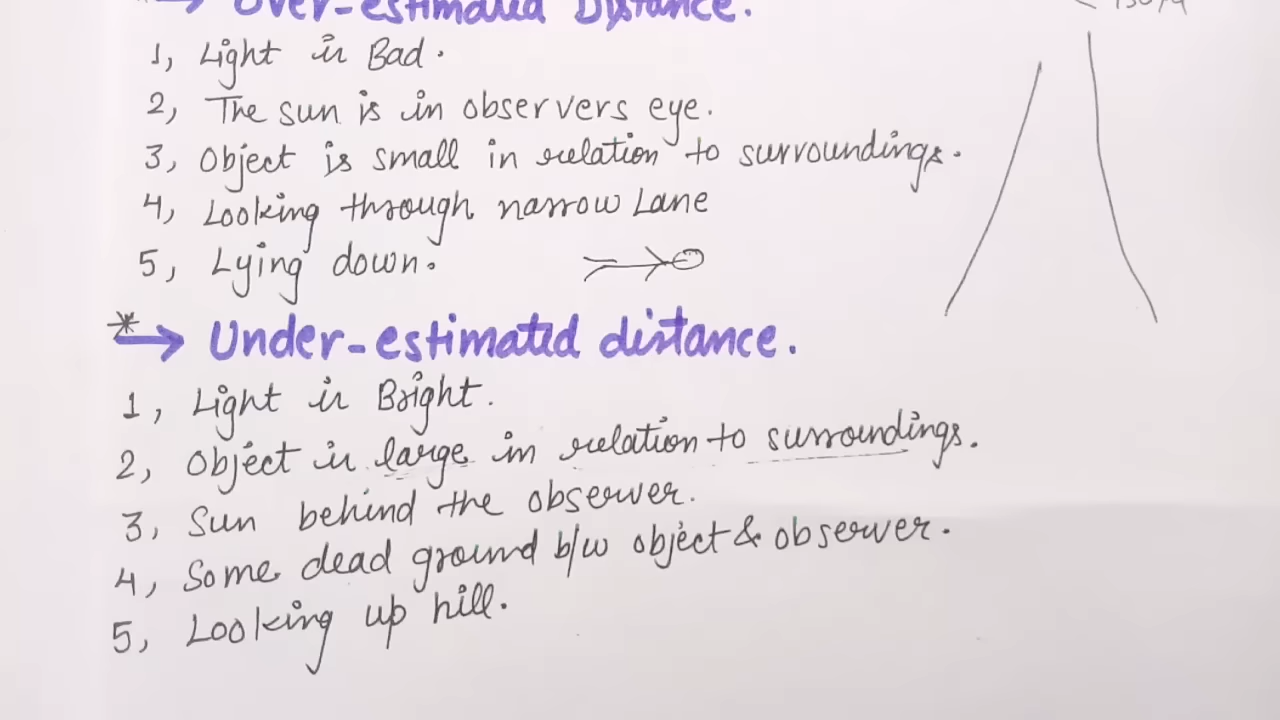 * → Over-estimated Distance.
1, Light is Bad.
2, The sun is in observers eye.
3, Object is small in relation to surroundings.
4, Looking through narrow Lane
5, Lying down.
* → Under-estimated distance.
1, Light is Bright.
2, Object is large in relation to surroundings.
3, Sun behind the observer.
4, Some dead ground b/w object & observer.
5, Looking up hill.